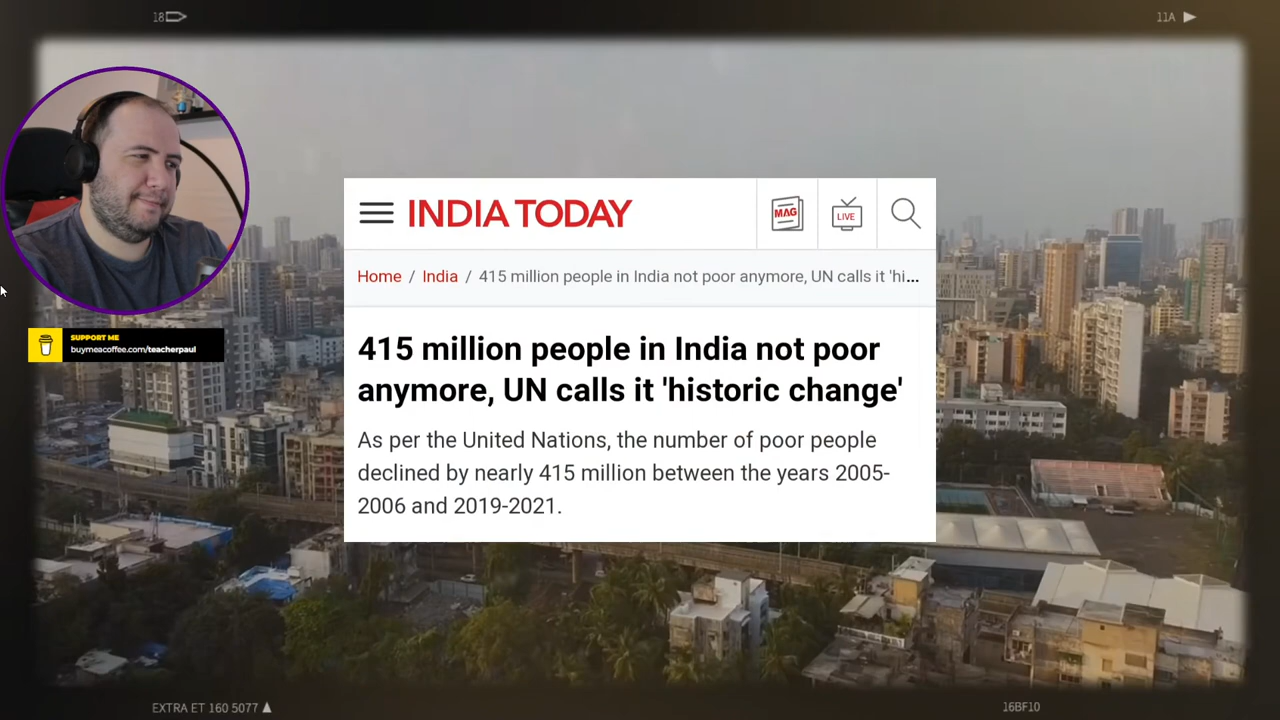 18
11A
INDIA TODAY
MAG
LIVE
Home / India / 415 million people in India not poor anymore, UN calls it 'hi...
415 million people in India not poor
anymore, UN calls it 'historic change'
As per the United Nations, the number of poor people
declined by nearly 415 million between the years 2005-
2006 and 2019-2021.
SUPPORT ME
buymeacoffee.com/teacherpaul
EXTRA ET 160 5077
16BF10